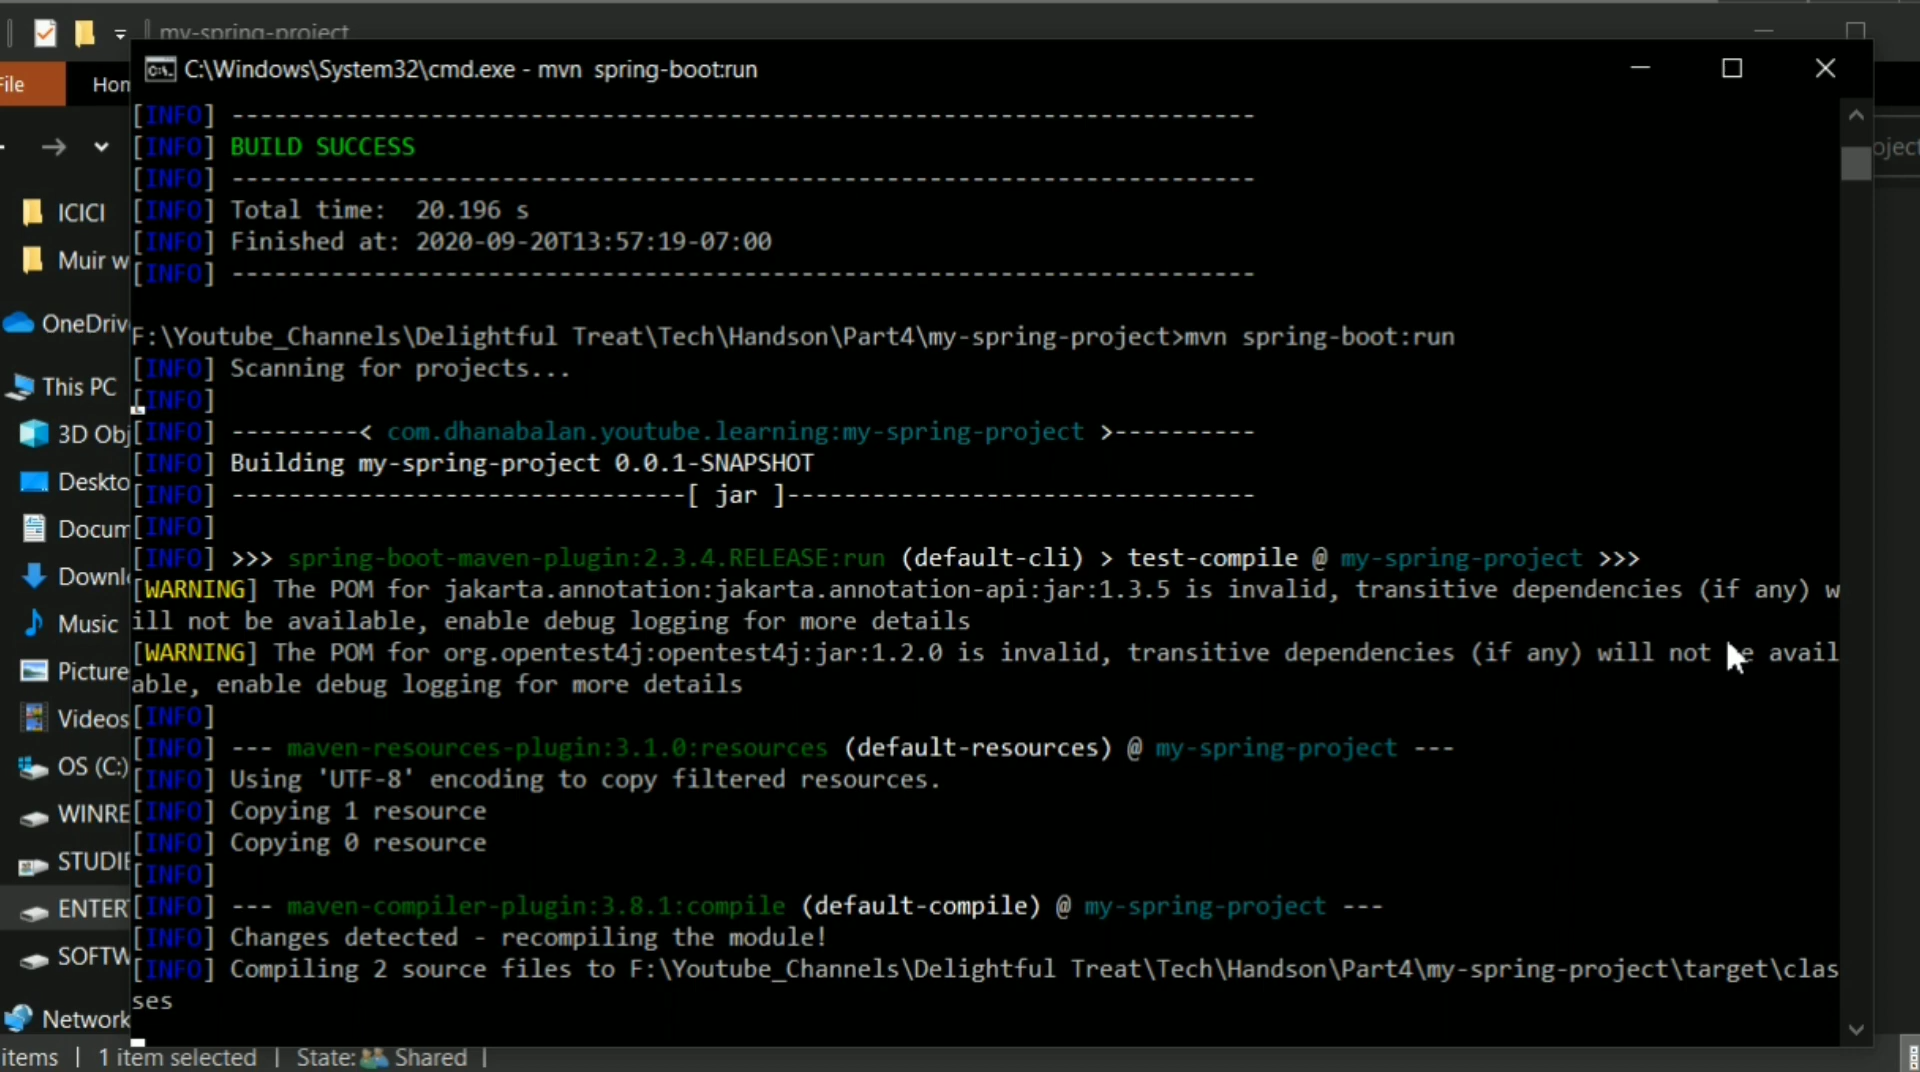 my-spring-project
C:\Windows\System32\cmd.exe - mvn  spring-boot:run
File
[INFO] ------------------------------------------------------------------------
[INFO] BUILD SUCCESS
[INFO] ------------------------------------------------------------------------
ICICI
[INFO] Total time:  20.196 s
[INFO] Finished at: 2020-09-20T13:57:19-07:00
Muir
[INFO] ------------------------------------------------------------------------
F:\Youtube_Channels\Delightful Treat\Tech\Handson\Part4\my-spring-project>mvn spring-boot:run
[INFO] Scanning for projects...
This PC
[INFO]
3D
[INFO] ---------< com.dhanabalan.youtube.learning:my-spring-project >----------
[INFO] Building my-spring-project 0.0.1-SNAPSHOT
[INFO] --------------------------------[ jar ]---------------------------------
[INFO]
[INFO] >>> spring-boot-maven-plugin:2.3.4.RELEASE:run (default-cli) > test-compile @ my-spring-project >>>
[WARNING] The POM for jakarta.annotation:jakarta.annotation-api:jar:1.3.5 is invalid, transitive dependencies (if any) w
ill not be available, enable debug logging for more details
Music
[WARNING] The POM for org.opentest4j:opentest4j:jar:1.2.0 is invalid, transitive dependencies (if any) will not be avail
able, enable debug logging for more details
[INFO]
Videos
[INFO] --- maven-resources-plugin:3.1.0:resources (default-resources) @ my-spring-project ---
OS (C:)
[INFO] Using 'UTF-8' encoding to copy filtered resources.
[INFO] Copying 1 resource
[INFO] Copying 0 resource
[INFO]
[INFO] --- maven-compiler-plugin:3.8.1:compile (default-compile) @ my-spring-project ---
[INFO] Changes detected - recompiling the module!
[INFO] Compiling 2 source files to F:\Youtube_Channels\Delightful Treat\Tech\Handson\Part4\my-spring-project\target\clas
ses
Network
items | 1 item selected | State: Shared |